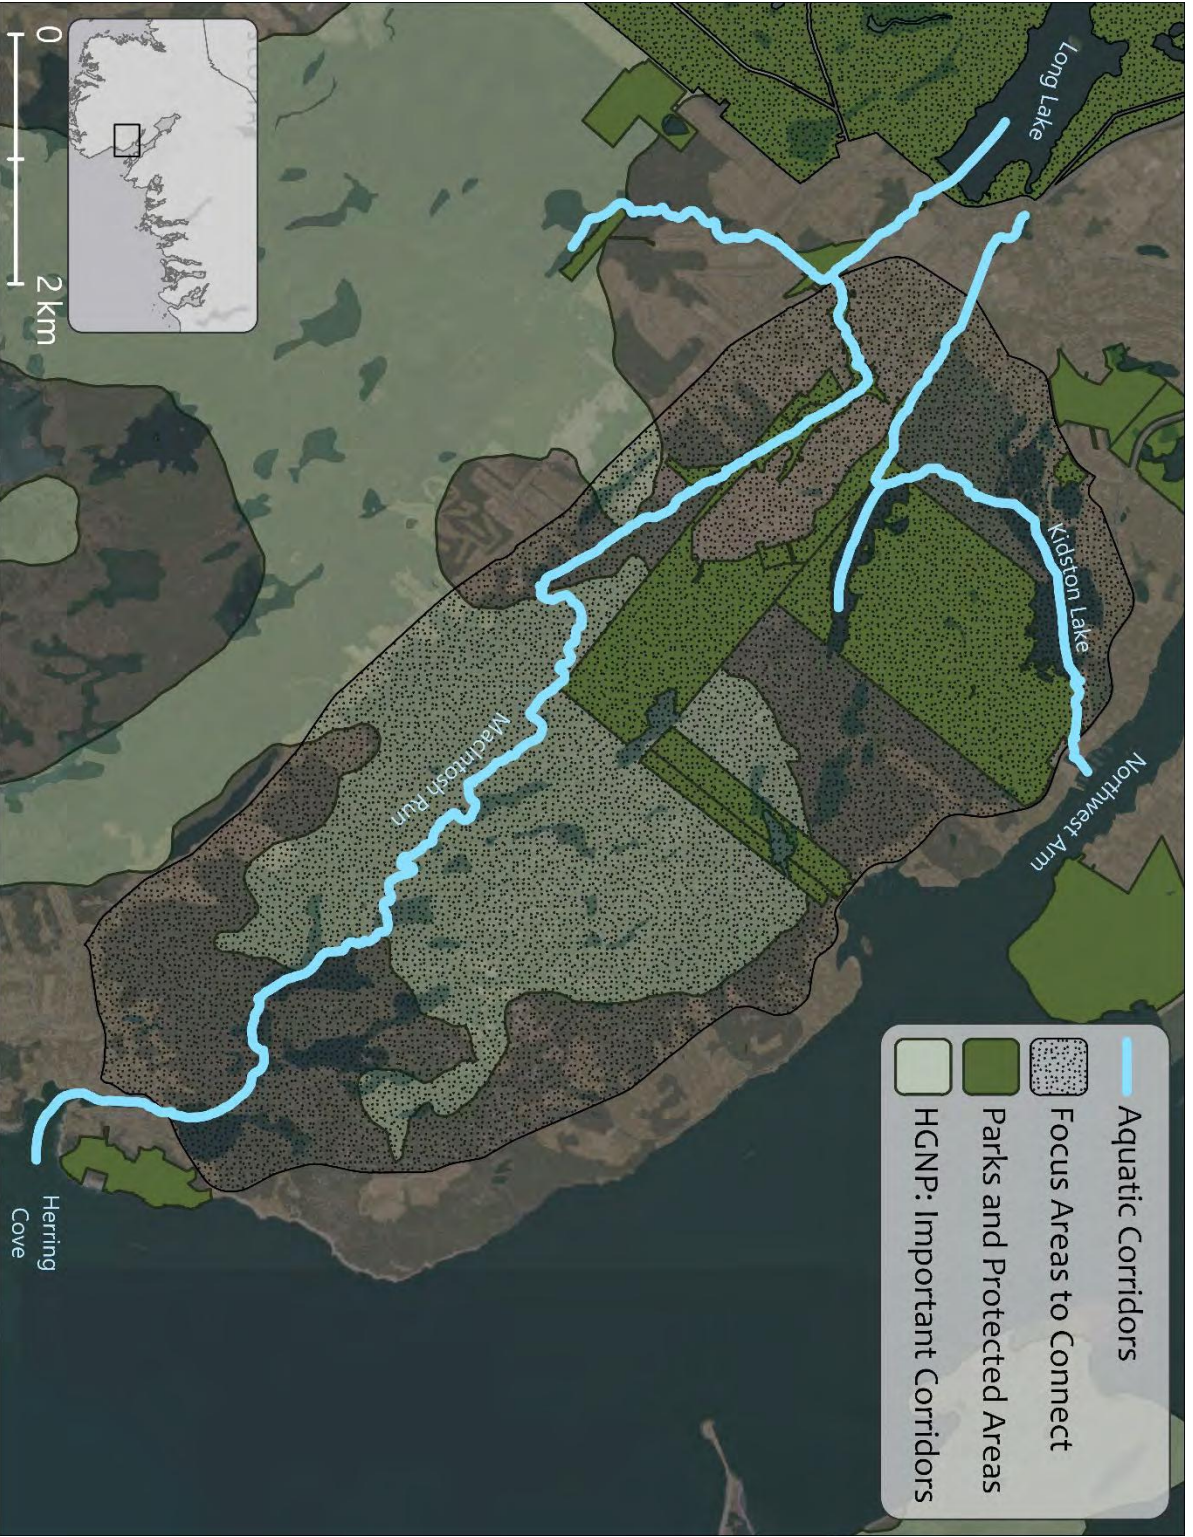 Long Lake
Kidston Lake
Northwest Arm
MacIntosh Run
Herring
Cove
Aquatic Corridors
Focus Areas to Connect
Parks and Protected Areas
HGNP: Important Corridors
0
2 km